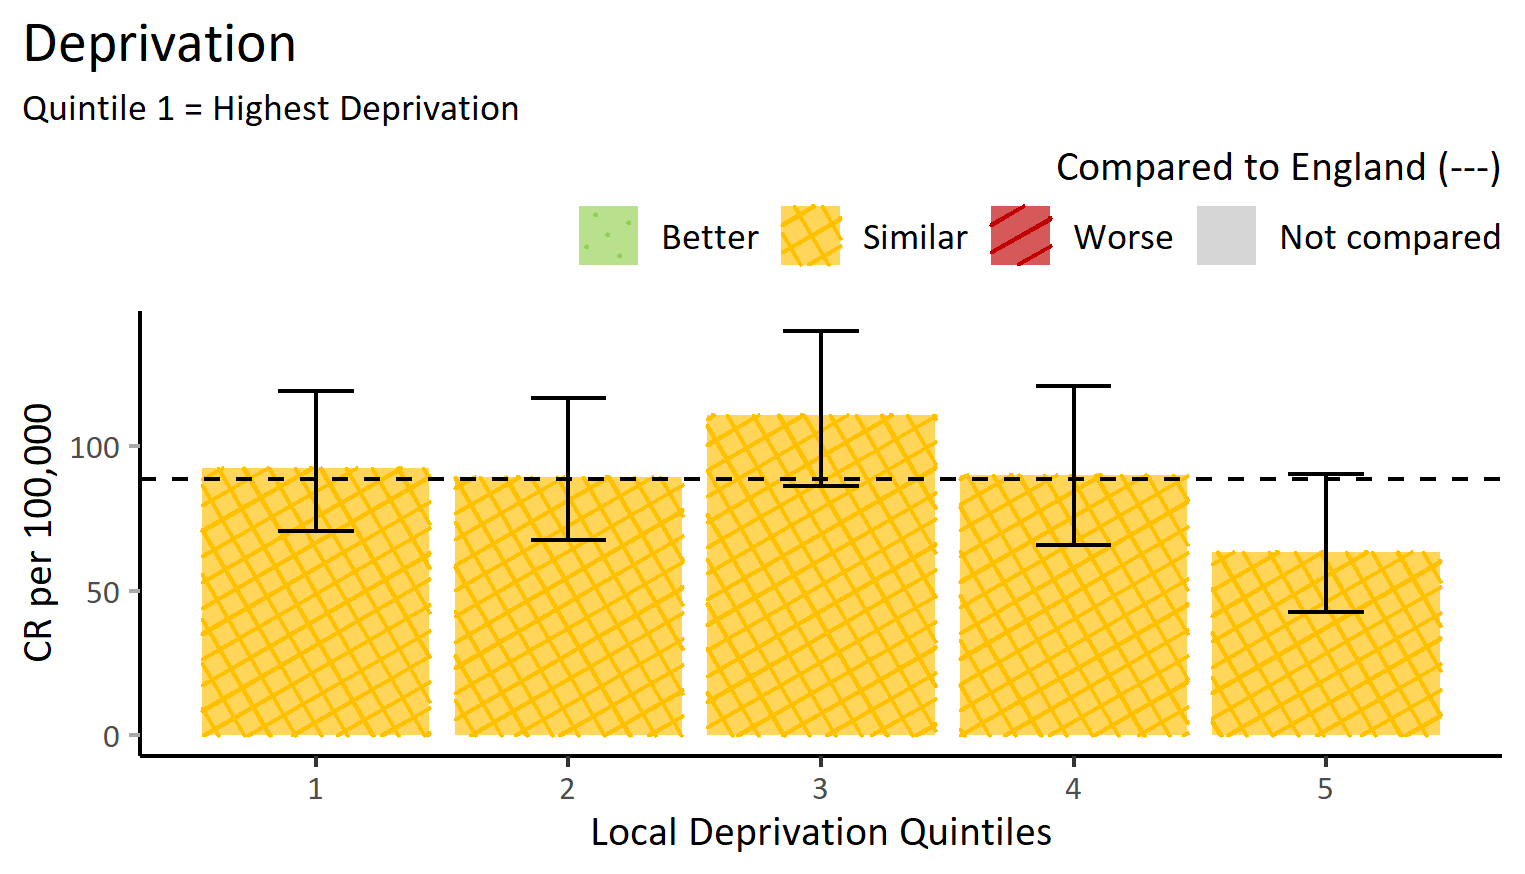 Deprivation
Quintile 1 = Highest Deprivation
Compared to England (---)
Better Similar Worse Not compared
CR per 100,000
100
50
0
1 2 3 4 5
Local Deprivation Quintiles